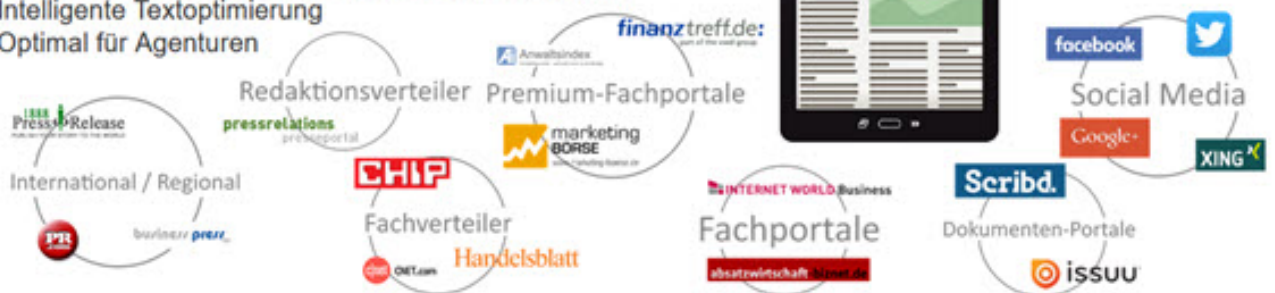 Intelligente Textoptimierung
Optimal für Agenturen
finanztreff.de:
Anwaltsindex
facebook
Redaktionsverteiler
Premium-Fachportale
Social Media
1888
PressRelease
pressrelations
presseportal
marketing
BÖRSE
Google+
XING
International / Regional
CHIP
Scribd.
INTERNET WORLD Business
Fachverteiler
Fachportale
Dokumenten-Portale
PR
business press
cnet
CNET.com
Handelsblatt
absatzwirtschaft-biznet.de
issuu